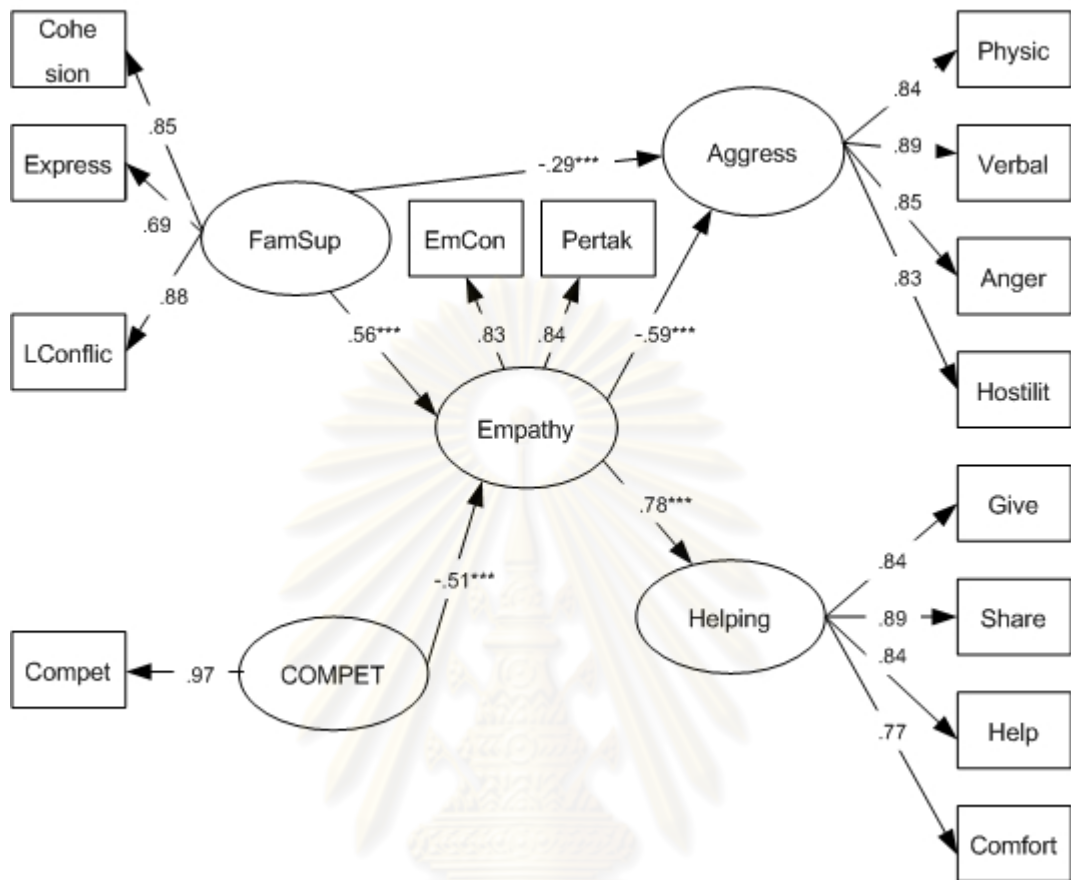 Cohe
sion
Physic
.84
.85
Aggress
.89
Verbal
Express
-.29***
.85
.69
FamSup
EmCon
Pertak
Anger
.83
.88
LConflic
.56***
.83
.84
-.59***
Hostilit
Empathy
Give
.78***
.84
-.51***
Helping
.89
Share
Compet
.97
COMPET
.84
Help
.77
Comfort